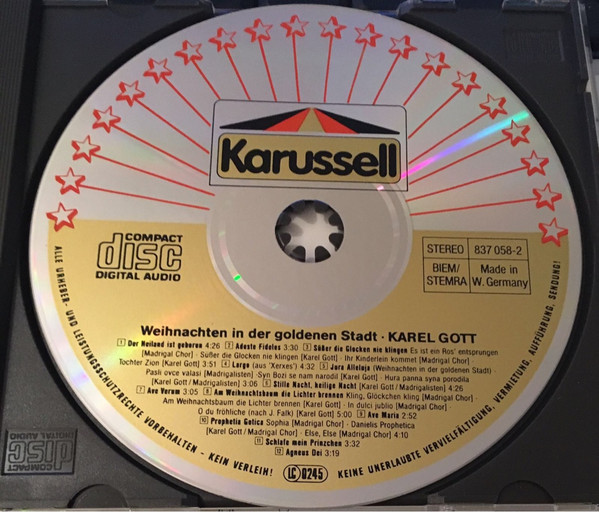 Karussell
COMPACT
disc
DIGITAL AUDIO
STEREO 837 058-2
BIEM/ STEMRA Made in W. Germany
Weihnachten in der goldenen Stadt · KAREL GOTT
1 Der Heiland ist geboren 4:26 2 Adeste Fideles 3:30 3 Süßer die Glocken nie klingen Es ist ein Ros' entsprungen
[Madrigal Chor] · Süßer die Glocken nie klingen [Karel Gott] · Ihr Kinderlein kommet [Madrigal Chor] ·
Tochter Zion [Karel Gott] 3:51 4 Largo (aus 'Xerxes') 4:32 5 Jura Alleluja (Weihnachten in der goldenen Stadt) ·
Pasli ovce valasi [Madrigalisten] · Syn Bozi se nam narodil [Karel Gott] · Hura panna syna porodila
[Karel Gott / Madrigalisten] 3:06 6 Stille Nacht, heilige Nacht [Karel Gott / Madrigalisten] 4:26
7 Ave Verum 3:05 8 Am Weihnachtsbaum die Lichter brennen Kling, Glöckchen kling [Madrigal Chor] ·
Am Weihnachtsbaum die Lichter brennen [Karel Gott] · In dulci jublio [Madrigal Chor] ·
O du fröhliche (nach J. Falk) [Karel Gott] 5:00 9 Ave Maria 2:52
10 Prophetia Gotica Sophia [Madrigal Chor] · Danielis Prophetica
[Karel Gott / Madrigal Chor] · Else, Else [Madrigal Chor] 4:10
11 Schlafe mein Prinzchen 3:32
12 Agnous Dei 3:19
ALLE URHEBER- UND LEISTUNGSSCHUTZRECHTE VORBEHALTEN - KEIN VERLEIH! LC 0245 KEINE UNERLAUBTE VERVIELFÄLTIGUNG, VERMIETUNG, AUFFÜHRUNG, SENDUNG!
COMPACT
disc
DIGITAL AUDIO